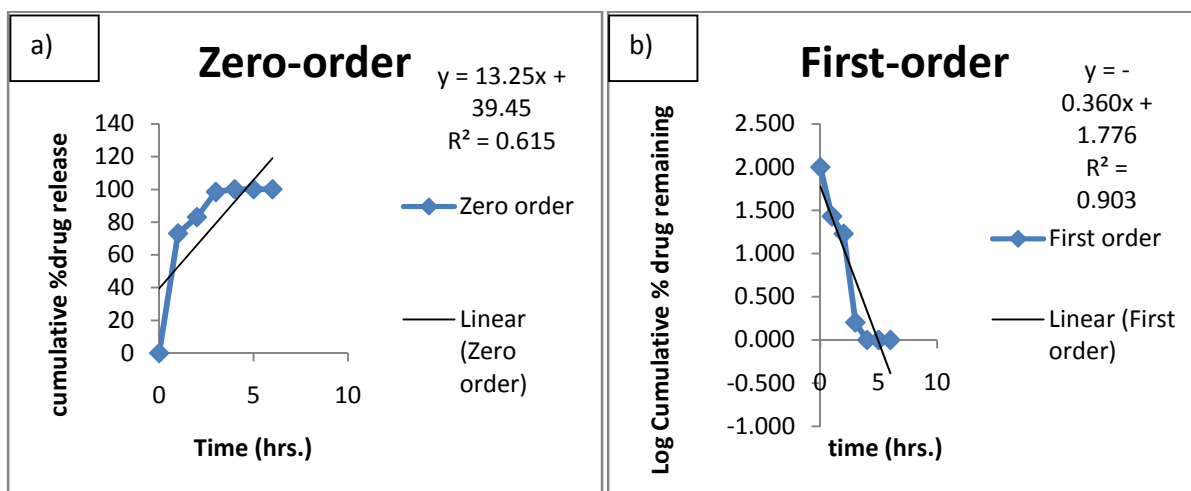 a)
Zero-order
y = 13.25x +
39.45
R² = 0.615
cumulative %drug release
140
120
100
80
60
40
20
0
0
5
10
Time (hrs.)
Zero order
Linear
(Zero
order)
b)
First-order
y = -
0.360x +
1.776
R² =
0.903
Log Cumulative % drug remaining
2.500
2.000
1.500
1.000
0.500
0.000
-0.500
-1.000
0
5
10
time (hrs.)
First order
Linear (First
order)